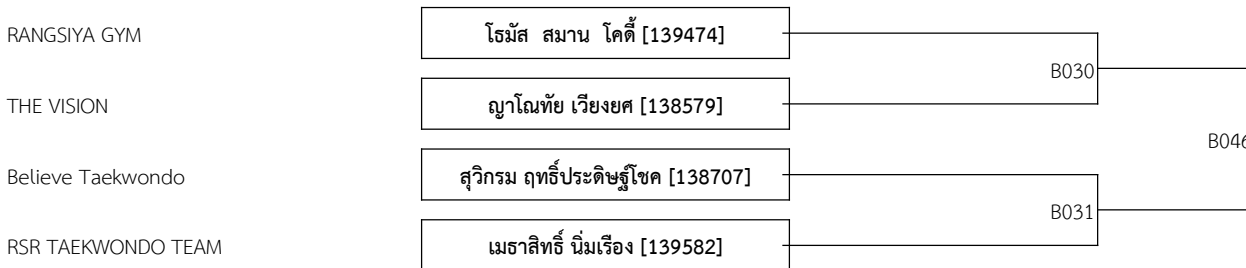 RANGSIYA GYM โธมัส สมาน โคดี้ [139474]
B030
THE VISION ญาโณทัย เวียงยศ [138579]
B046
Believe Taekwondo สุวิกรม ฤทธิ์ประดิษฐ์โชค [138707]
B031
RSR TAEKWONDO TEAM เมธาสิทธิ์ นิ่มเรือง [139582]